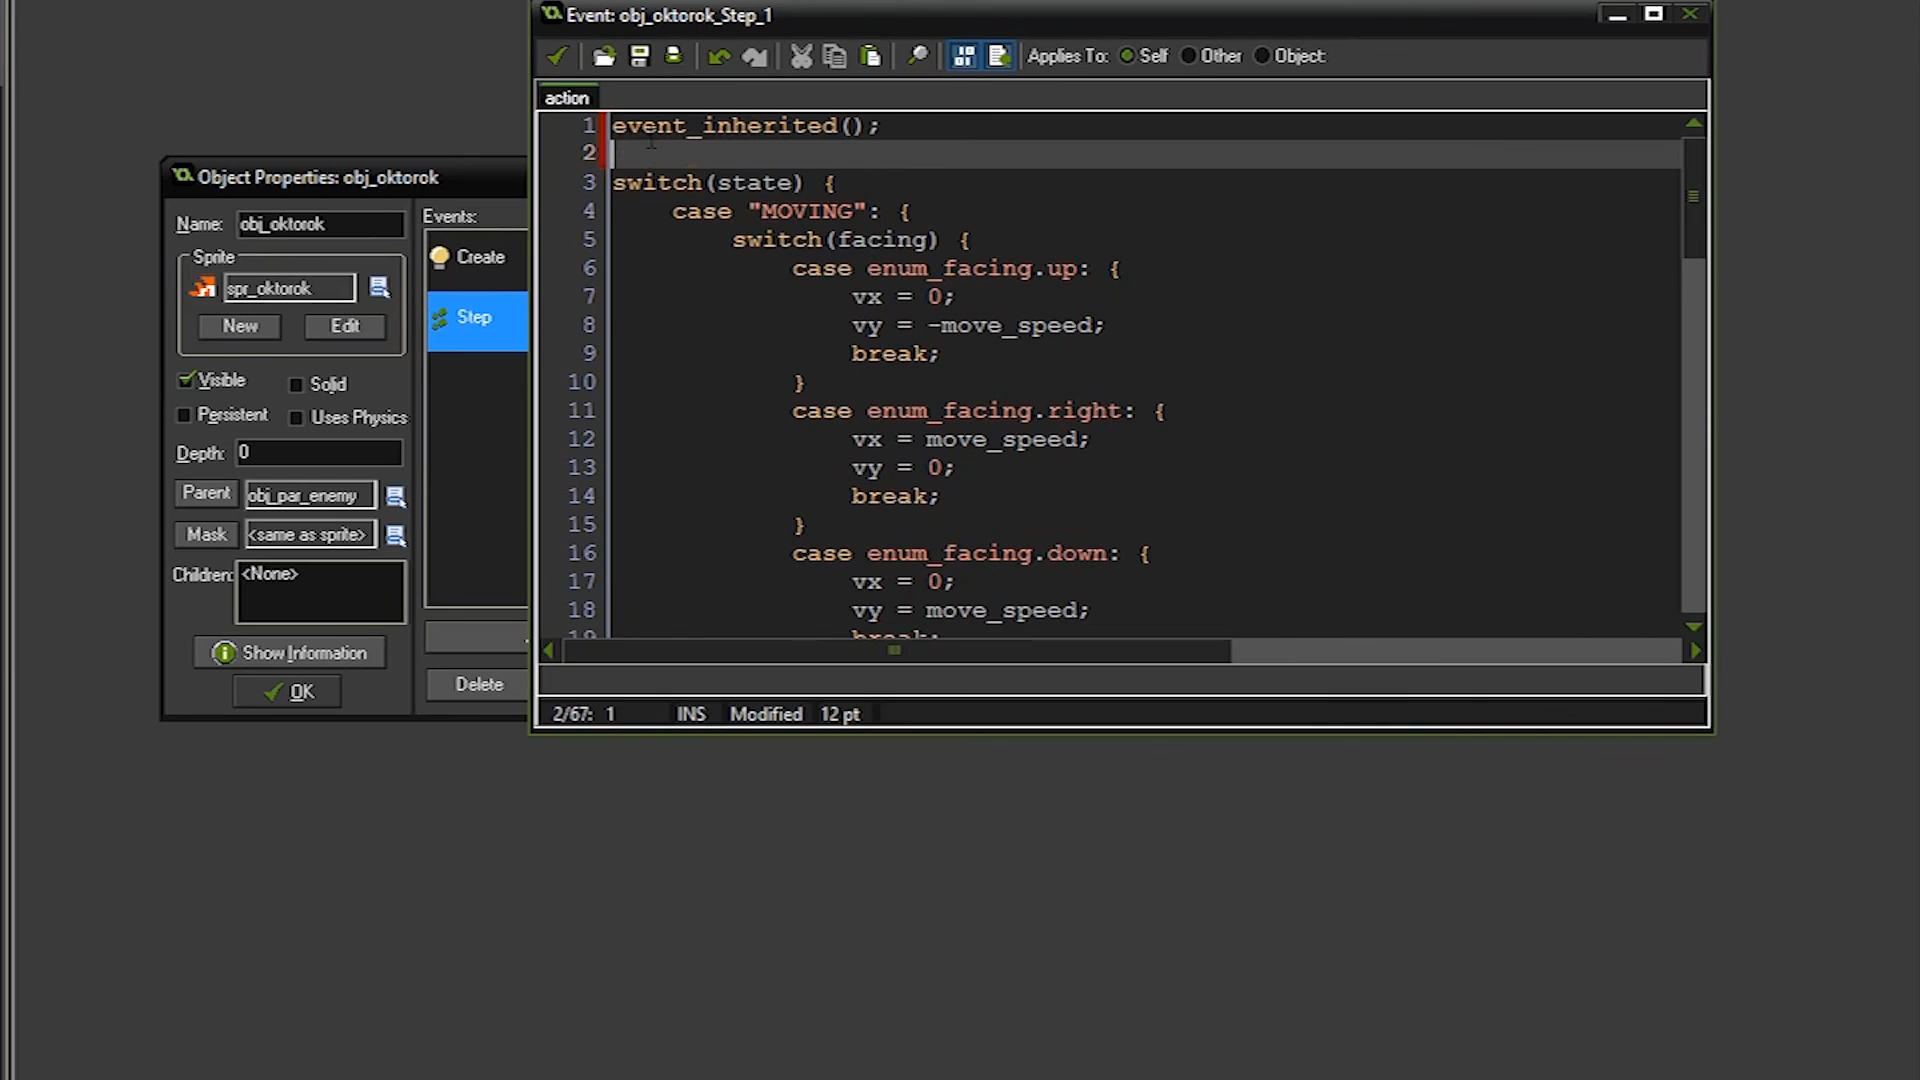 Event: obj_oktorok_Step_1
Applies To: Self Other Object:
action
1 event_inherited();
2
3 switch(state) {
4 case "MOVING": {
5 switch(facing) {
6 case enum_facing.up: {
7 vx = 0;
8 vy = -move_speed;
9 break;
10 }
11 case enum_facing.right: {
12 vx = move_speed;
13 vy = 0;
14 break;
15 }
16 case enum_facing.down: {
17 vx = 0;
18 vy = move_speed;
19 break;
2/67: 1 INS Modified 12 pt
Object Properties: obj_oktorok
Name: obj_oktorok
Sprite
spr_oktorok
New Edit
Visible Solid
Persistent Uses Physics
Depth: 0
Parent obj_par_enemy
Mask <same as sprite>
Children: <None>
Show Information
OK
Events:
Create
Step
Delete